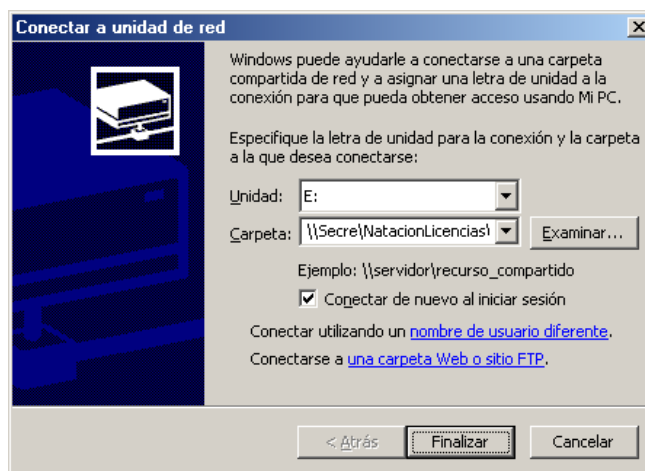 Conectar a unidad de red
Windows puede ayudarle a conectarse a una carpeta
compartida de red y a asignar una letra de unidad a la
conexión para que pueda obtener acceso usando Mi PC.
Especifique la letra de unidad para la conexión y la carpeta
a la que desea conectarse:
Unidad: E:
Carpeta: \\Secre\NatacionLicencias\ Examinar...
Ejemplo: \\servidor\recurso_compartido
Conectar de nuevo al iniciar sesión
Conectar utilizando un nombre de usuario diferente.
Conectarse a una carpeta Web o sitio FTP.
< Atrás Finalizar Cancelar